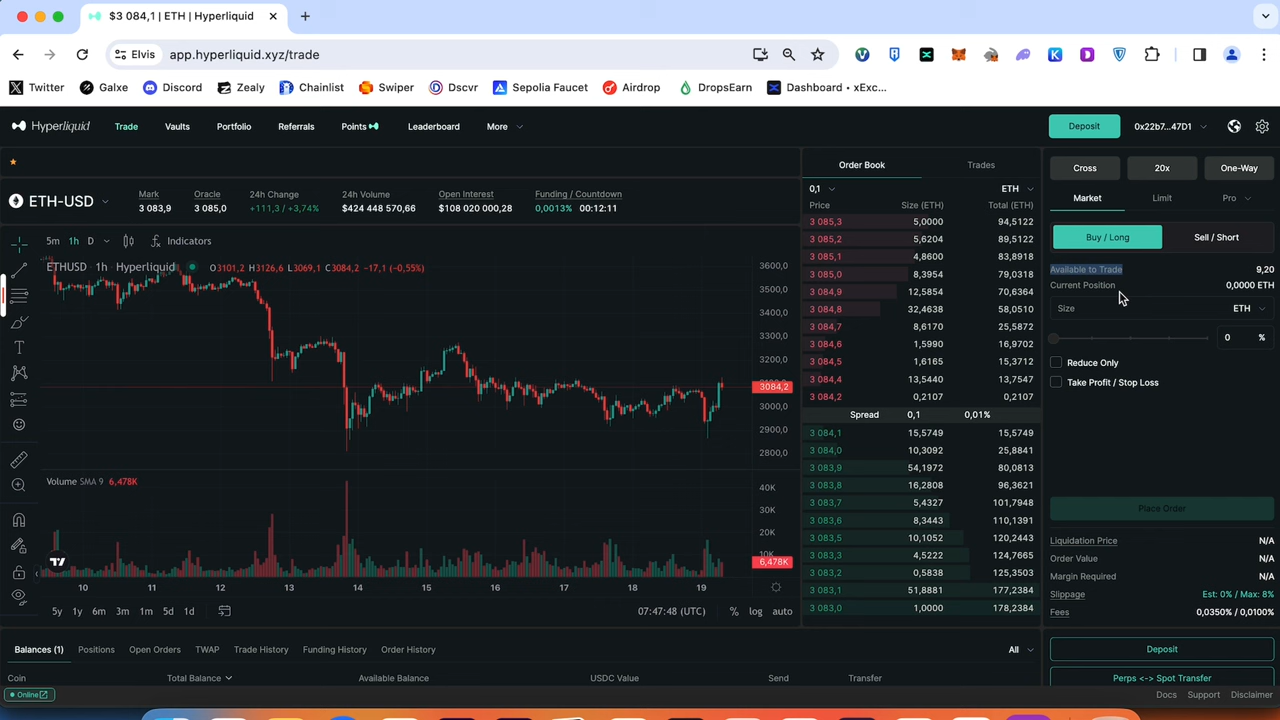 $3 084,1 | ETH | Hyperliquid
Elvis
app.hyperliquid.xyz/trade
Twitter
Galxe
Discord
Zealy
Chainlist
Swiper
Dscvr
Sepolia Faucet
Airdrop
DropsEarn
Dashboard • xExc...
Hyperliquid
Trade
Vaults
Portfolio
Referrals
Points
Leaderboard
More
Deposit
0x22b7...47D1
ETH-USD
Mark
3 083,9
Oracle
3 085,0
24h Change
+111,3 / +3,74%
24h Volume
$424 448 570,66
Open Interest
$108 020 000,28
Funding / Countdown
0,0013% 00:12:11
5m 1h D
Indicators
ETHUSD · 1h · Hyperliquid
O3101,2 H3126,6 L3069,1 C3084,2 −17,1 (−0,55%)
3600,0
3500,0
3400,0
3300,0
3200,0
3084,2
3000,0
2900,0
2800,0
Volume SMA 9 6,478K
40K
30K
20K
10K
6,478K
10 11 12 13 14 15 16 17 18 19
5y 1y 6m 3m 1m 5d 1d
07:47:48 (UTC)
% log auto
Order Book
Trades
0,1
ETH
Price Size (ETH) Total (ETH)
3 085,3 5,0000 94,5122
3 085,2 5,6204 89,5122
3 085,1 4,8600 83,8918
3 085,0 8,3954 79,0318
3 084,9 12,5854 70,6364
3 084,8 32,4638 58,0510
3 084,7 8,6170 25,5872
3 084,6 1,5990 16,9702
3 084,5 1,6165 15,3712
3 084,4 13,5440 13,7547
3 084,2 0,2107 0,2107
Spread 0,1 0,01%
3 084,1 15,5749 15,5749
3 084,0 10,3092 25,8841
3 083,9 54,1972 80,0813
3 083,8 16,2808 96,3621
3 083,7 5,4327 101,7948
3 083,6 8,3443 110,1391
3 083,5 10,1052 120,2443
3 083,3 4,5222 124,7665
3 083,2 0,5838 125,3503
3 083,1 51,8881 177,2384
3 083,0 1,0000 178,2384
Cross
20x
One-Way
Market
Limit
Pro
Buy / Long
Sell / Short
Available to Trade 9,20
Current Position 0,0000 ETH
Size ETH
0 %
Reduce Only
Take Profit / Stop Loss
Place Order
Liquidation Price N/A
Order Value N/A
Margin Required N/A
Slippage Est: 0% / Max: 8%
Fees 0,0350% / 0,0100%
Deposit
Perps <-> Spot Transfer
Balances (1)
Positions
Open Orders
TWAP
Trade History
Funding History
Order History
All
Coin
Total Balance
Available Balance
USDC Value
Send
Transfer
Online
Docs
Support
Disclaimer